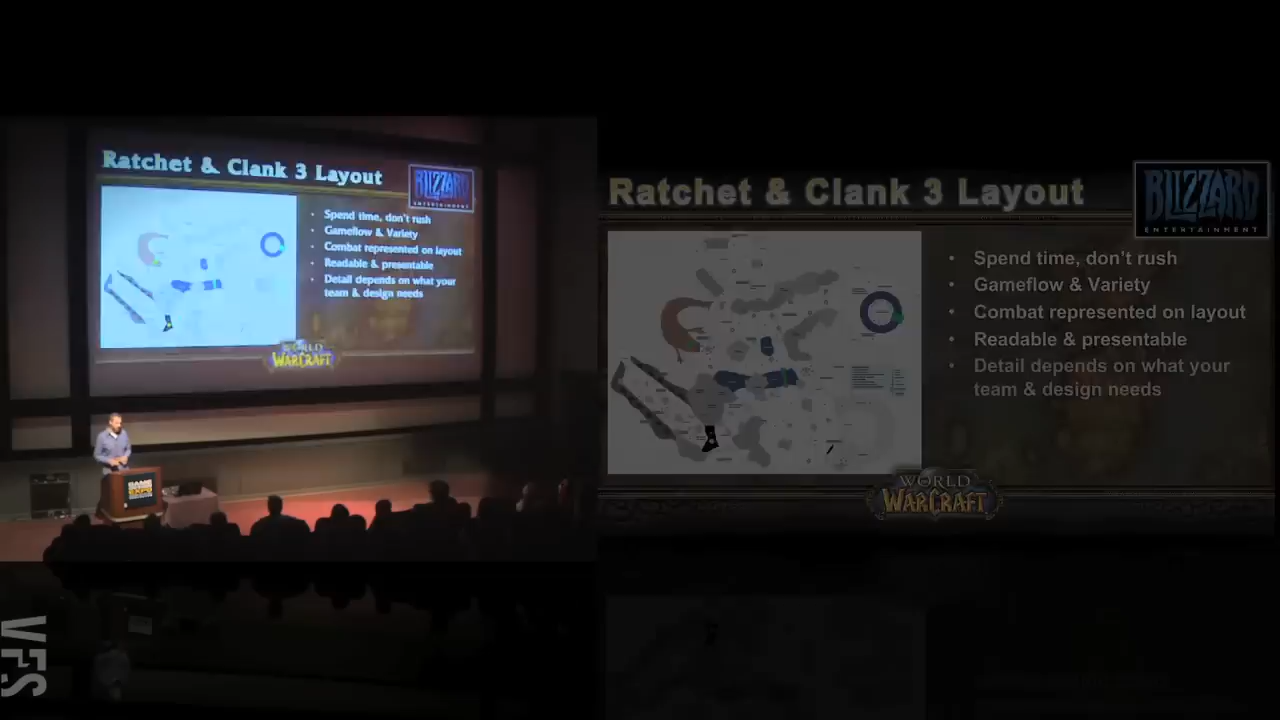 Ratchet & Clank 3 Layout
BLIZZARD
ENTERTAINMENT
• Spend time, don't rush
• Gameflow & Variety
• Combat represented on layout
• Readable & presentable
• Detail depends on what your
team & design needs
WORLD
WARCRAFT
GAME
EXPO
Ratchet & Clank 3 Layout
BLIZZARD
ENTERTAINMENT
• Spend time, don't rush
• Gameflow & Variety
• Combat represented on layout
• Readable & presentable
• Detail depends on what your
team & design needs
WORLD
WARCRAFT
VFS